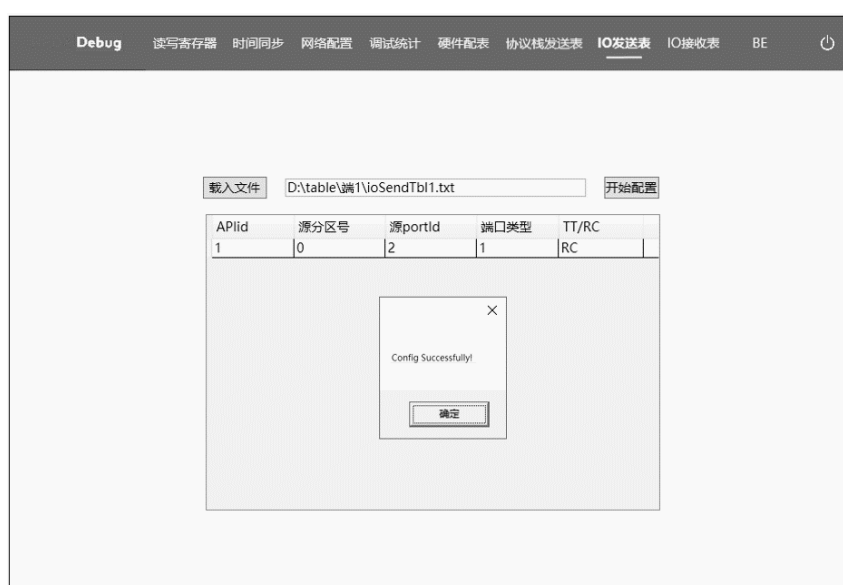 Debug 读写寄存器 时间同步 网络配置 调试统计 硬件配表 协议栈发送表 IO发送表 IO接收表 BE
载入文件 D:\table\端1\ioSendTbl1.txt 开始配置
APIid 源分区号 源portId 端口类型 TT/RC
1 0 2 1 RC
Config Successfully!
确定